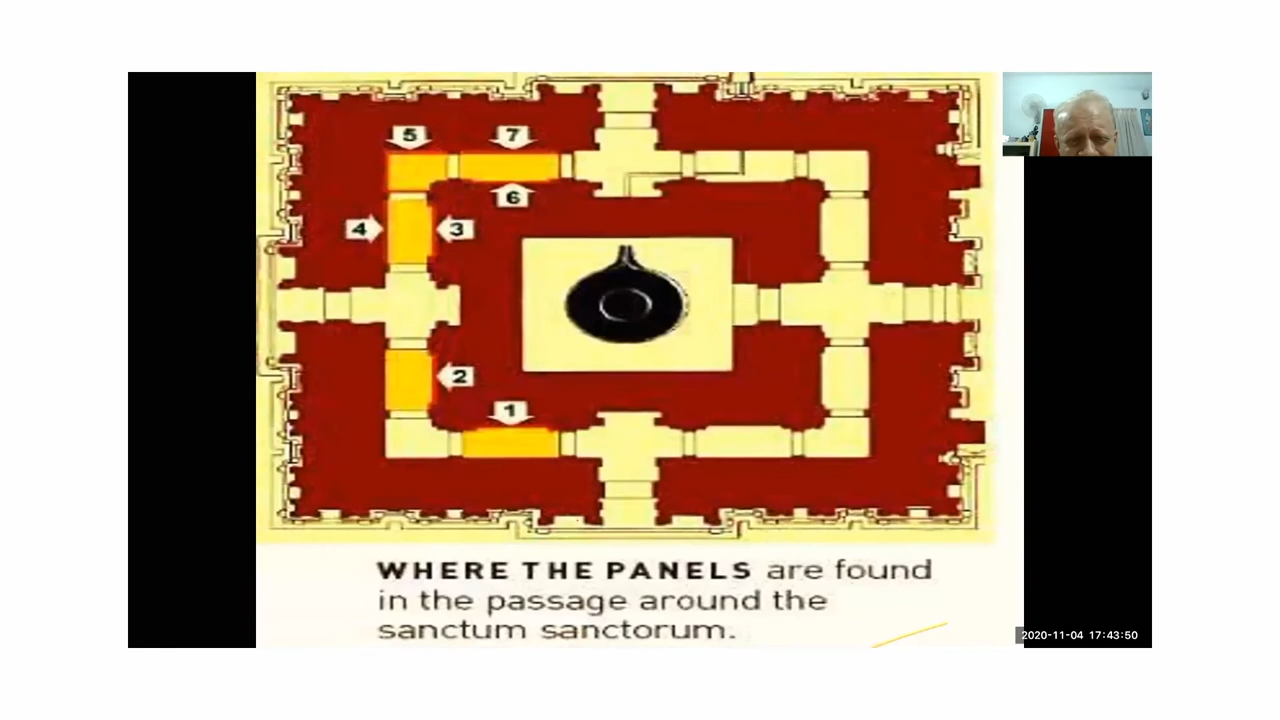 5
7
6
4
3
2
1
WHERE THE PANELS are found
in the passage around the
sanctum sanctorum.
2020-11-04 17:43:50